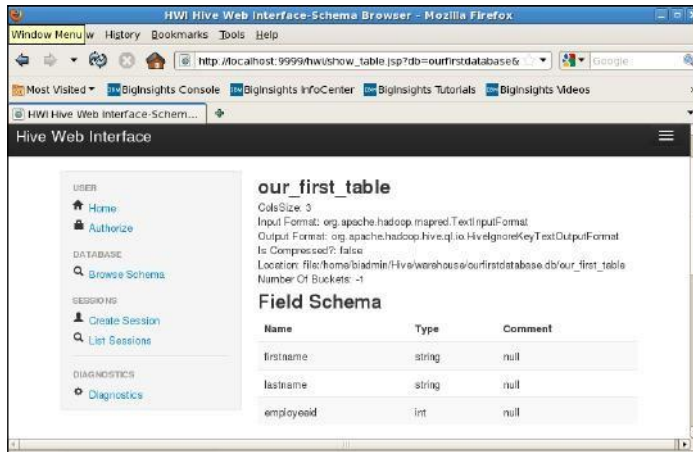 HWI Hive Web Interface-Schema Browser - Mozilla Firefox
Window Menu w History Bookmarks Tools Help
http://localhost:9999/hwi/show_table.jsp?db=ourfirstdatabase& Google
Most Visited BigInsights Console BigInsights InfoCenter BigInsights Tutorials BigInsights Videos
HWI Hive Web Interface-Schem...
Hive Web Interface
USER
Home
Authorize
DATABASE
Browse Schema
SESSIONS
Create Session
List Sessions
DIAGNOSTICS
Diagnostics
our_first_table
ColsSize: 3
Input Format: org.apache.hadoop.mapred.TextInputFormat
Output Format: org.apache.hadoop.hive.ql.io.HiveIgnoreKeyTextOutputFormat
Is Compressed?: false
Location: file:/home/biadmin/Hive/warehouse/ourfirstdatabase.db/our_first_table
Number Of Buckets: -1
Field Schema
Name Type Comment
firstname string null
lastname string null
employeeid int null